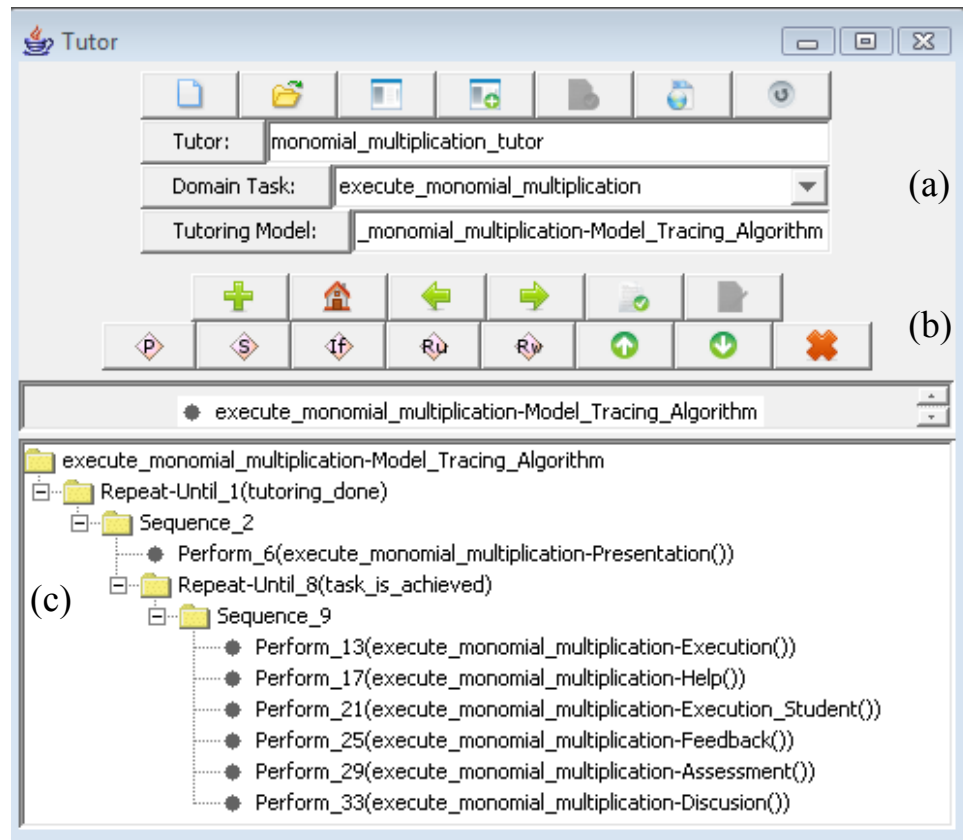 Tutor
Tutor: monomial_multiplication_tutor
Domain Task: execute_monomial_multiplication
(a)
Tutoring Model: _monomial_multiplication-Model_Tracing_Algorithm
(b)
P S If Ru Rw
execute_monomial_multiplication-Model_Tracing_Algorithm
execute_monomial_multiplication-Model_Tracing_Algorithm
Repeat-Until_1(tutoring_done)
Sequence_2
Perform_6(execute_monomial_multiplication-Presentation())
Repeat-Until_8(task_is_achieved)
(c)
Sequence_9
Perform_13(execute_monomial_multiplication-Execution())
Perform_17(execute_monomial_multiplication-Help())
Perform_21(execute_monomial_multiplication-Execution_Student())
Perform_25(execute_monomial_multiplication-Feedback())
Perform_29(execute_monomial_multiplication-Assessment())
Perform_33(execute_monomial_multiplication-Discusion())